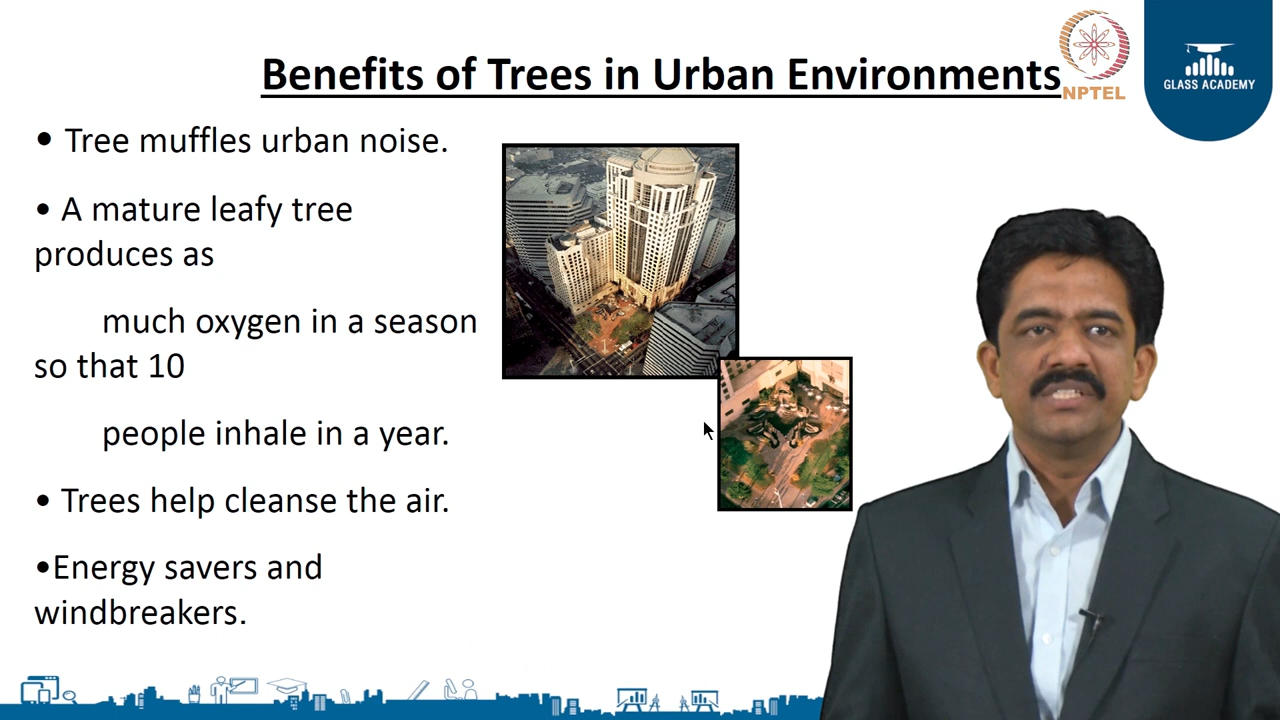 Benefits of Trees in Urban Environments
NPTEL
GLASS ACADEMY
• Tree muffles urban noise.
• A mature leafy tree
produces as
much oxygen in a season
so that 10
people inhale in a year.
• Trees help cleanse the air.
•Energy savers and
windbreakers.